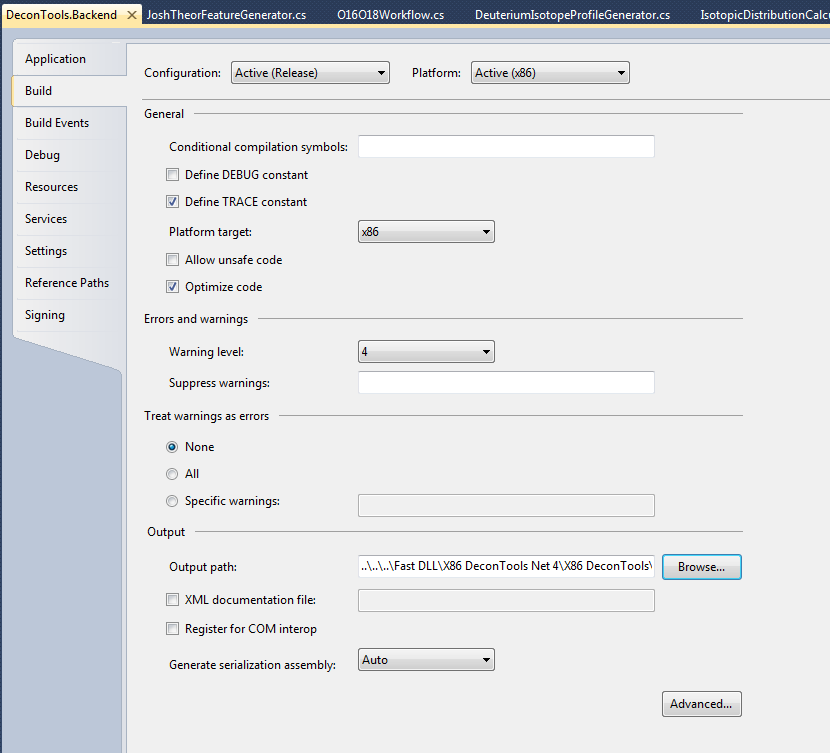 DeconTools.Backend JoshTheorFeatureGenerator.cs O16O18Workflow.cs DeuteriumIsotopeProfileGenerator.cs IsotopicDistributionCalcu
Application
Build
Build Events
Debug
Resources
Services
Settings
Reference Paths
Signing
Configuration: Active (Release) Platform: Active (x86)
General
Conditional compilation symbols:
Define DEBUG constant
Define TRACE constant
Platform target: x86
Allow unsafe code
Optimize code
Errors and warnings
Warning level: 4
Suppress warnings:
Treat warnings as errors
None
All
Specific warnings:
Output
Output path: ..\..\..\Fast DLL\X86 DeconTools Net 4\X86 DeconTools\ Browse...
XML documentation file:
Register for COM interop
Generate serialization assembly: Auto
Advanced...